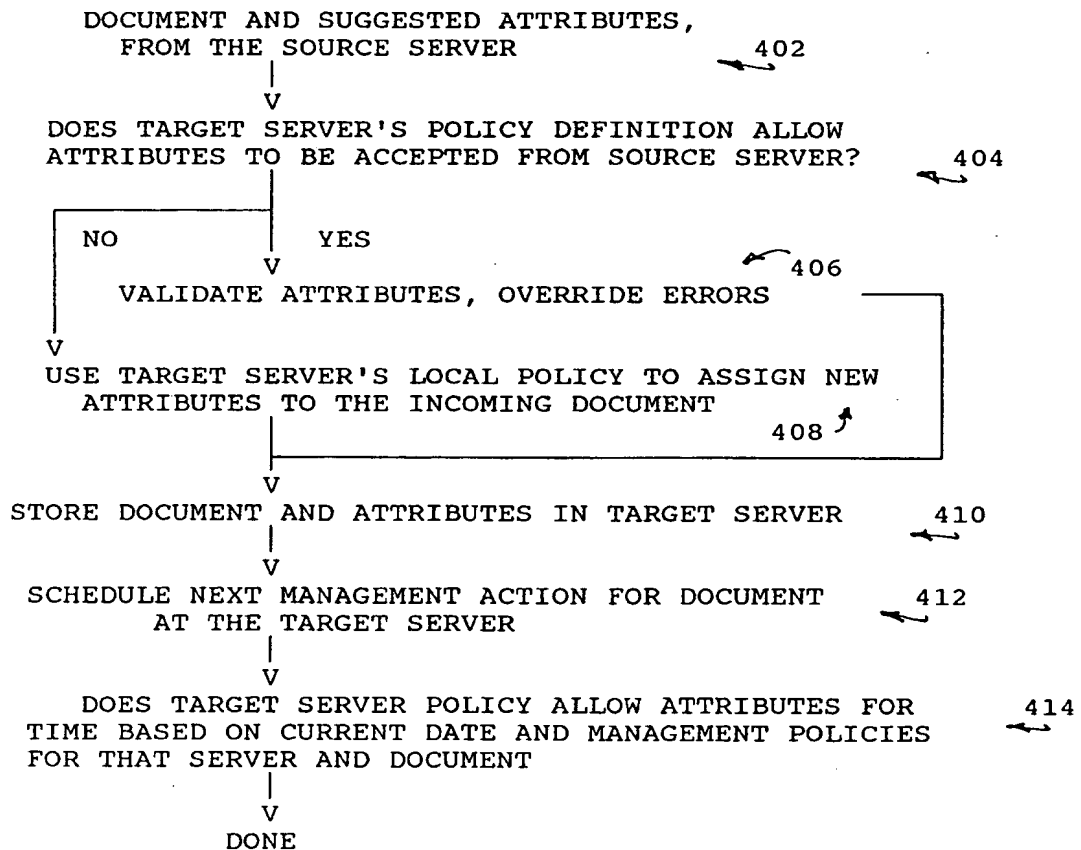 DOCUMENT AND SUGGESTED ATTRIBUTES,
FROM THE SOURCE SERVER 402
V
DOES TARGET SERVER'S POLICY DEFINITION ALLOW
ATTRIBUTES TO BE ACCEPTED FROM SOURCE SERVER? 404
NO YES
V
406
VALIDATE ATTRIBUTES, OVERRIDE ERRORS
V
USE TARGET SERVER'S LOCAL POLICY TO ASSIGN NEW
ATTRIBUTES TO THE INCOMING DOCUMENT
408
V
STORE DOCUMENT AND ATTRIBUTES IN TARGET SERVER 410
V
SCHEDULE NEXT MANAGEMENT ACTION FOR DOCUMENT 412
AT THE TARGET SERVER
V
DOES TARGET SERVER POLICY ALLOW ATTRIBUTES FOR 414
TIME BASED ON CURRENT DATE AND MANAGEMENT POLICIES
FOR THAT SERVER AND DOCUMENT
V
DONE